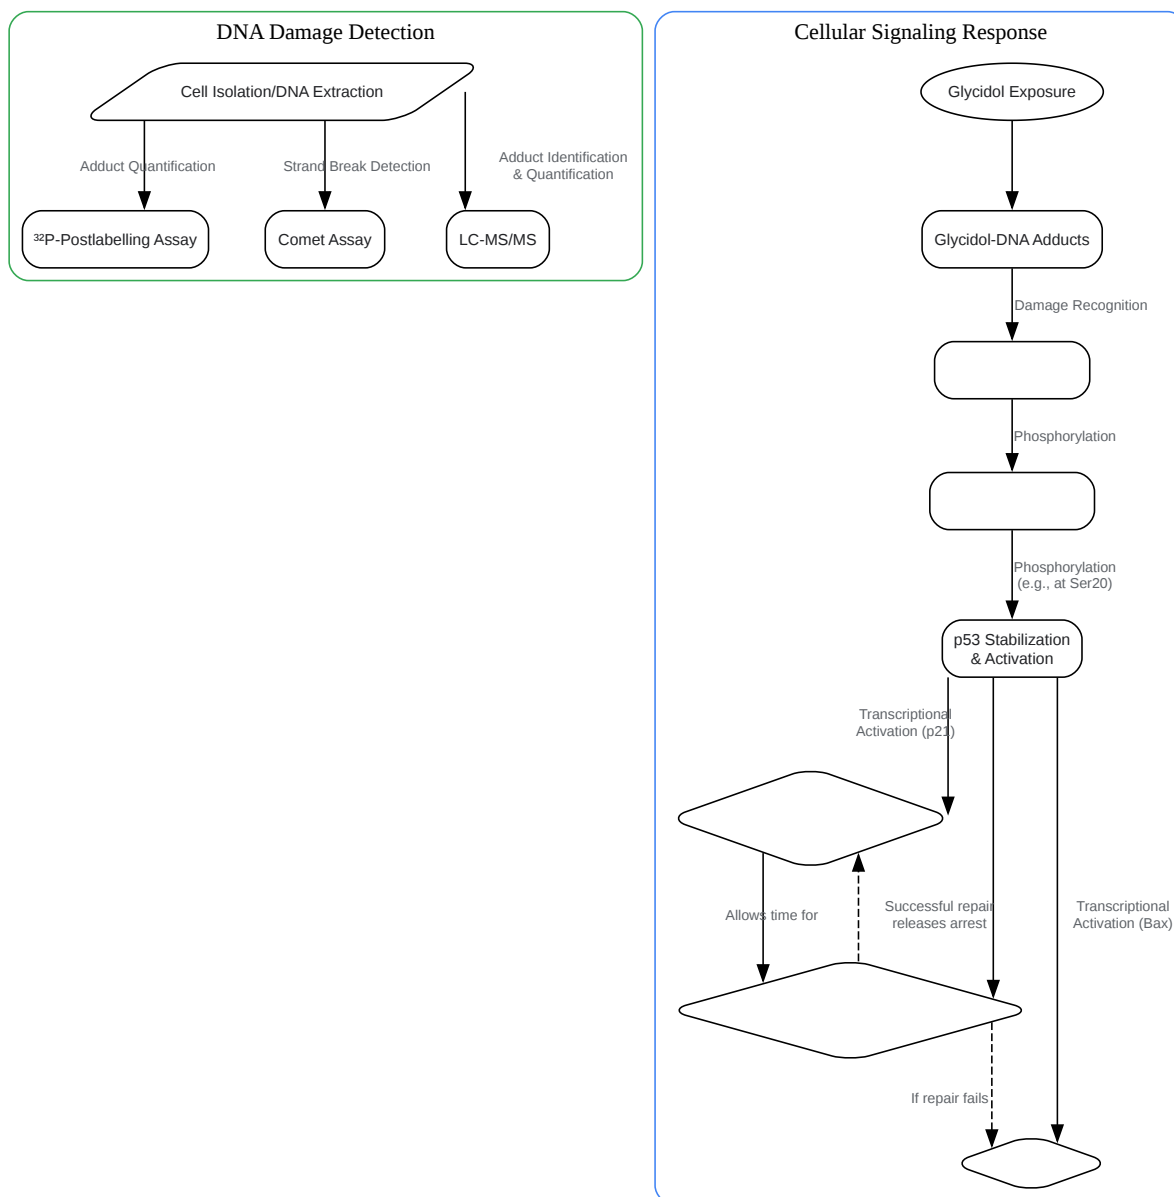 DNA Damage Detection
Cell Isolation/DNA Extraction
Adduct Quantification
Strand Break Detection
Adduct Identification
& Quantification
³²P-Postlabelling Assay
Comet Assay
LC-MS/MS
Cellular Signaling Response
Glycidol Exposure
Glycidol-DNA Adducts
Damage Recognition
Phosphorylation
Phosphorylation
(e.g., at Ser20)
p53 Stabilization
& Activation
Transcriptional
Activation (p21)
Allows time for
Successful repair
releases arrest
Transcriptional
Activation (Bax)
If repair fails